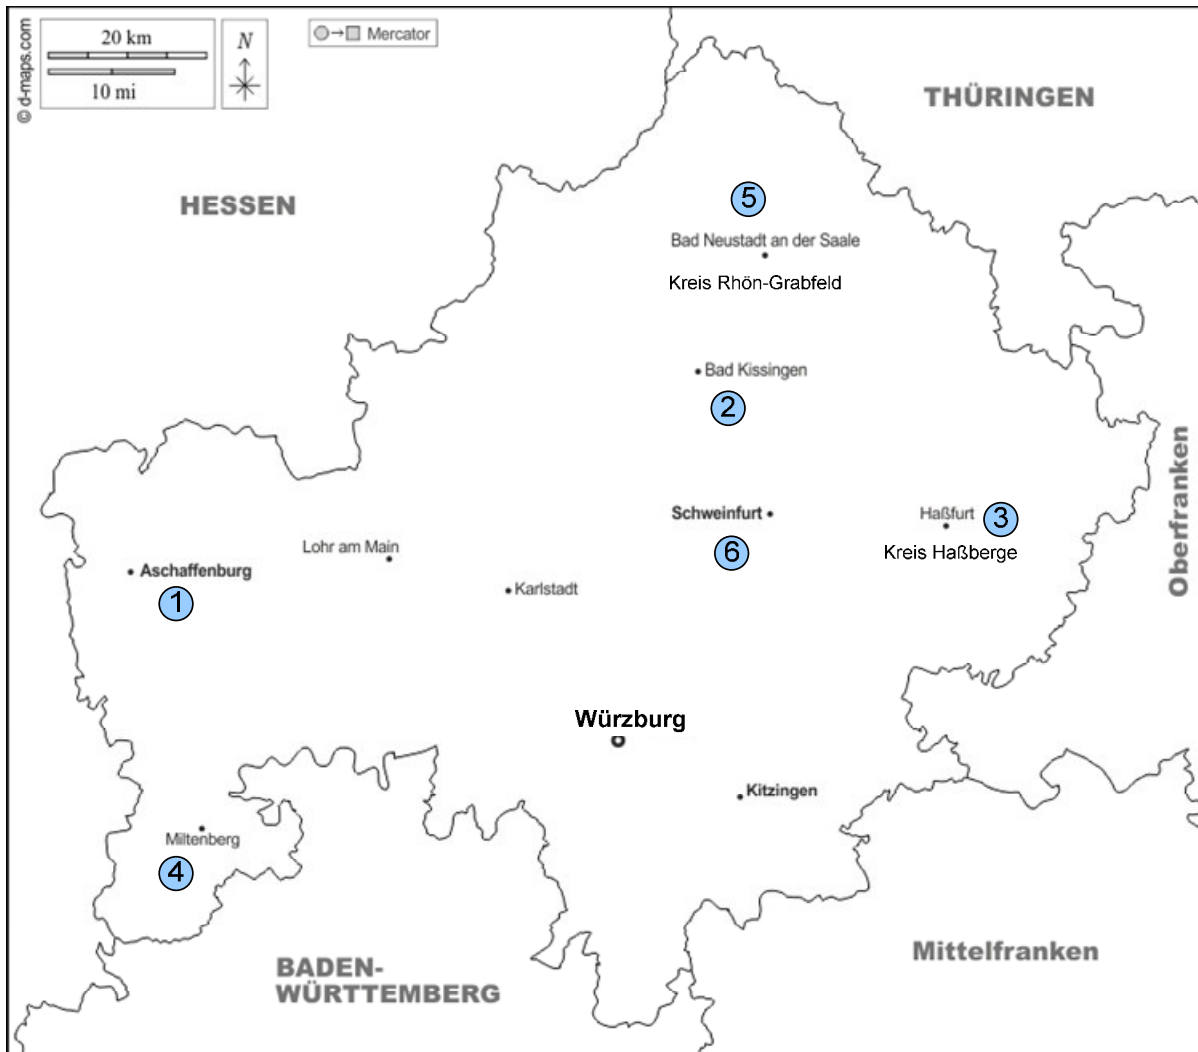 © d-maps.com
20 km
10 mi
N
Mercator
THÜRINGEN
HESSEN
5
Bad Neustadt an der Saale
Kreis Rhön-Grabfeld
Bad Kissingen
2
Oberfranken
Schweinfurt
6
Haßfurt
3
Kreis Haßberge
Lohr am Main
Aschaffenburg
1
Karlstadt
Würzburg
Kitzingen
Miltenberg
4
Mittelfranken
BADEN-
WÜRTTEMBERG